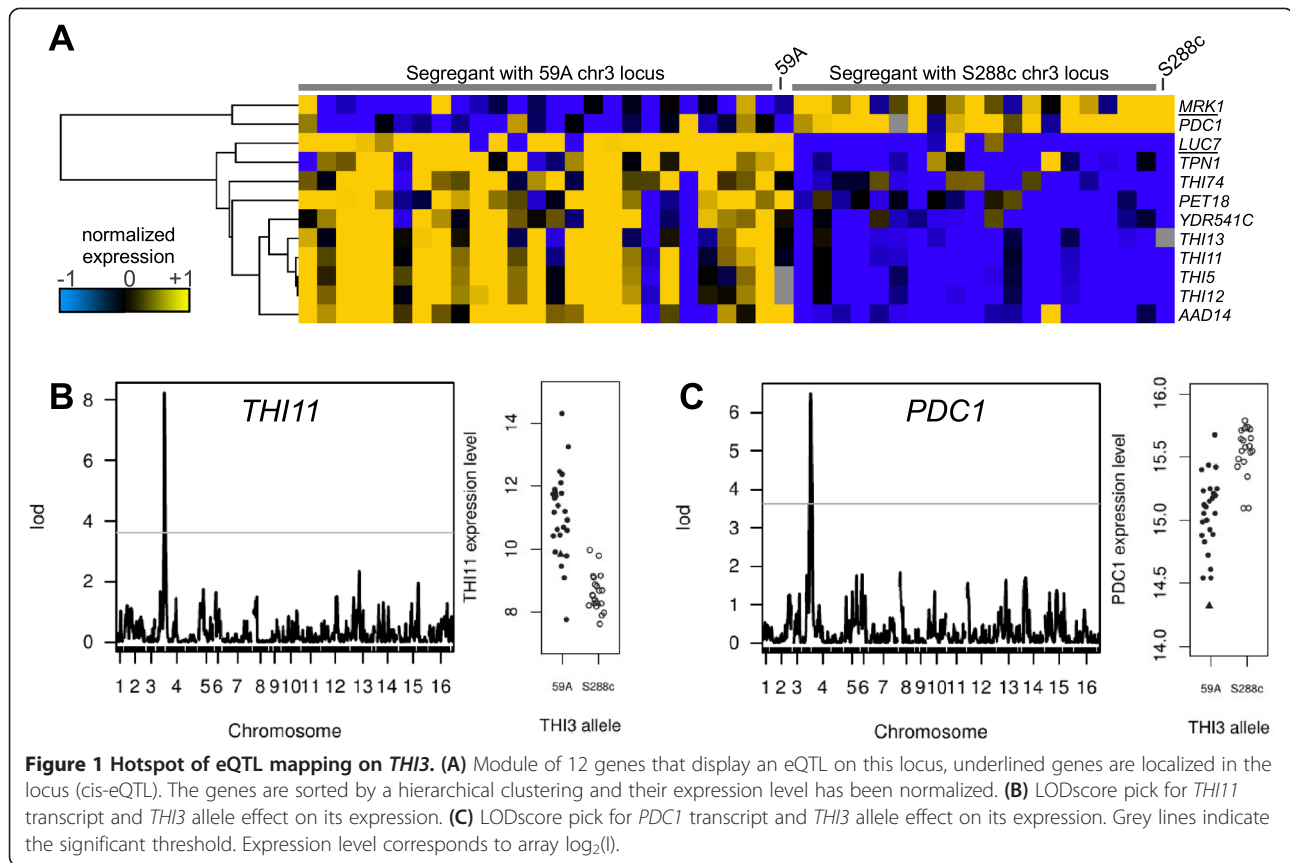 A
Segregant with 59A chr3 locus
59A
Segregant with S288c chr3 locus
S288c
MRK1
PDC1
LUC7
TPN1
THI74
PET18
YDR541C
THI13
THI11
THI5
THI12
AAD14
normalized
expression
-1 0 +1
B
THI11
lod
8
6
4
2
0
1 2 3 4 56 7 8 9 1011 12 13 14 15 16
Chromosome
THI11 expression level
14
12
10
8
59A S288c
THI3 allele
C
PDC1
lod
6
5
4
3
2
1
0
1 2 3 4 56 7 8 9 10 11 12 13 14 15 16
Chromosome
PDC1 expression level
16.0
15.5
15.0
14.5
14.0
59A S288c
THI3 allele
Figure 1 Hotspot of eQTL mapping on THI3. (A) Module of 12 genes that display an eQTL on this locus, underlined genes are localized in the
locus (cis-eQTL). The genes are sorted by a hierarchical clustering and their expression level has been normalized. (B) LODscore pick for THI11
transcript and THI3 allele effect on its expression. (C) LODscore pick for PDC1 transcript and THI3 allele effect on its expression. Grey lines indicate
the significant threshold. Expression level corresponds to array log₂(I).